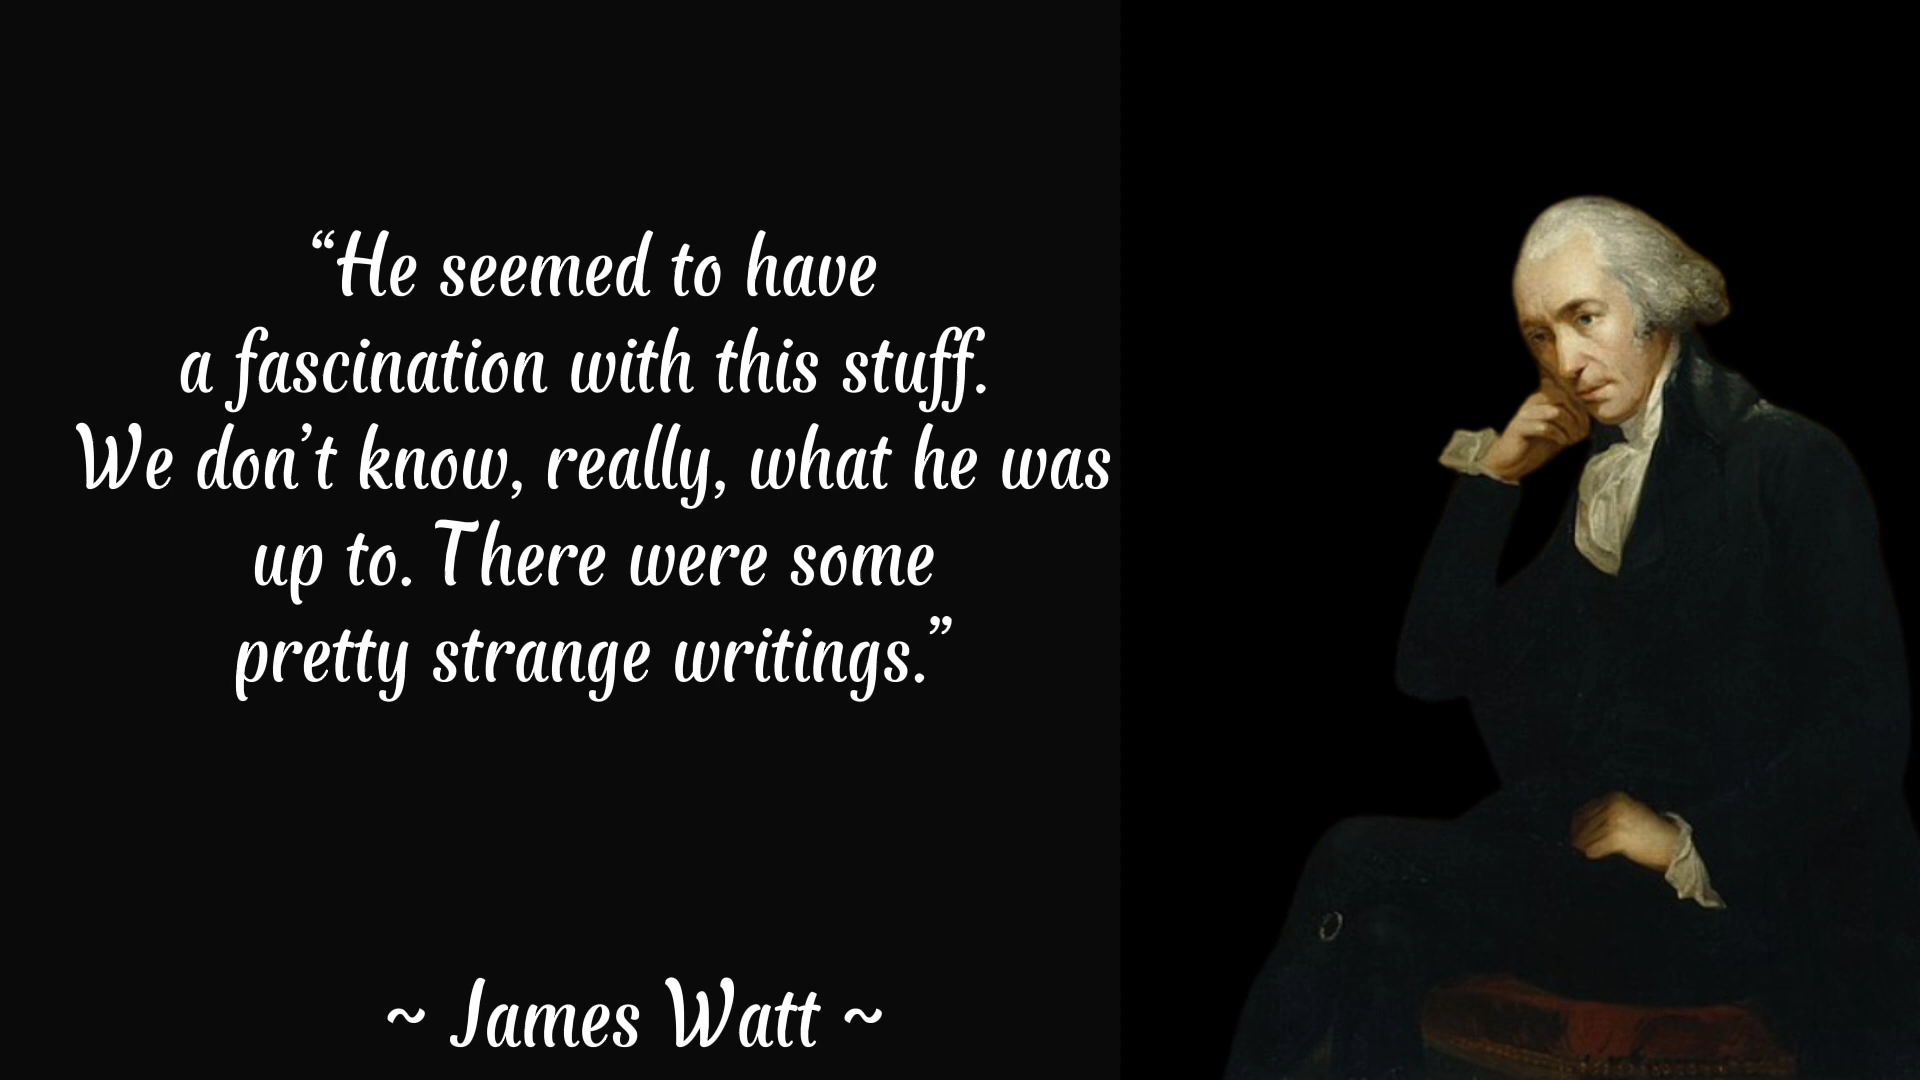 “He seemed to have
a fascination with this stuff.
We don’t know, really, what he was
up to. There were some
pretty strange writings.”
~ James Watt ~